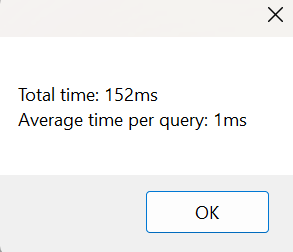 Total time: 152ms
Average time per query: 1ms
OK